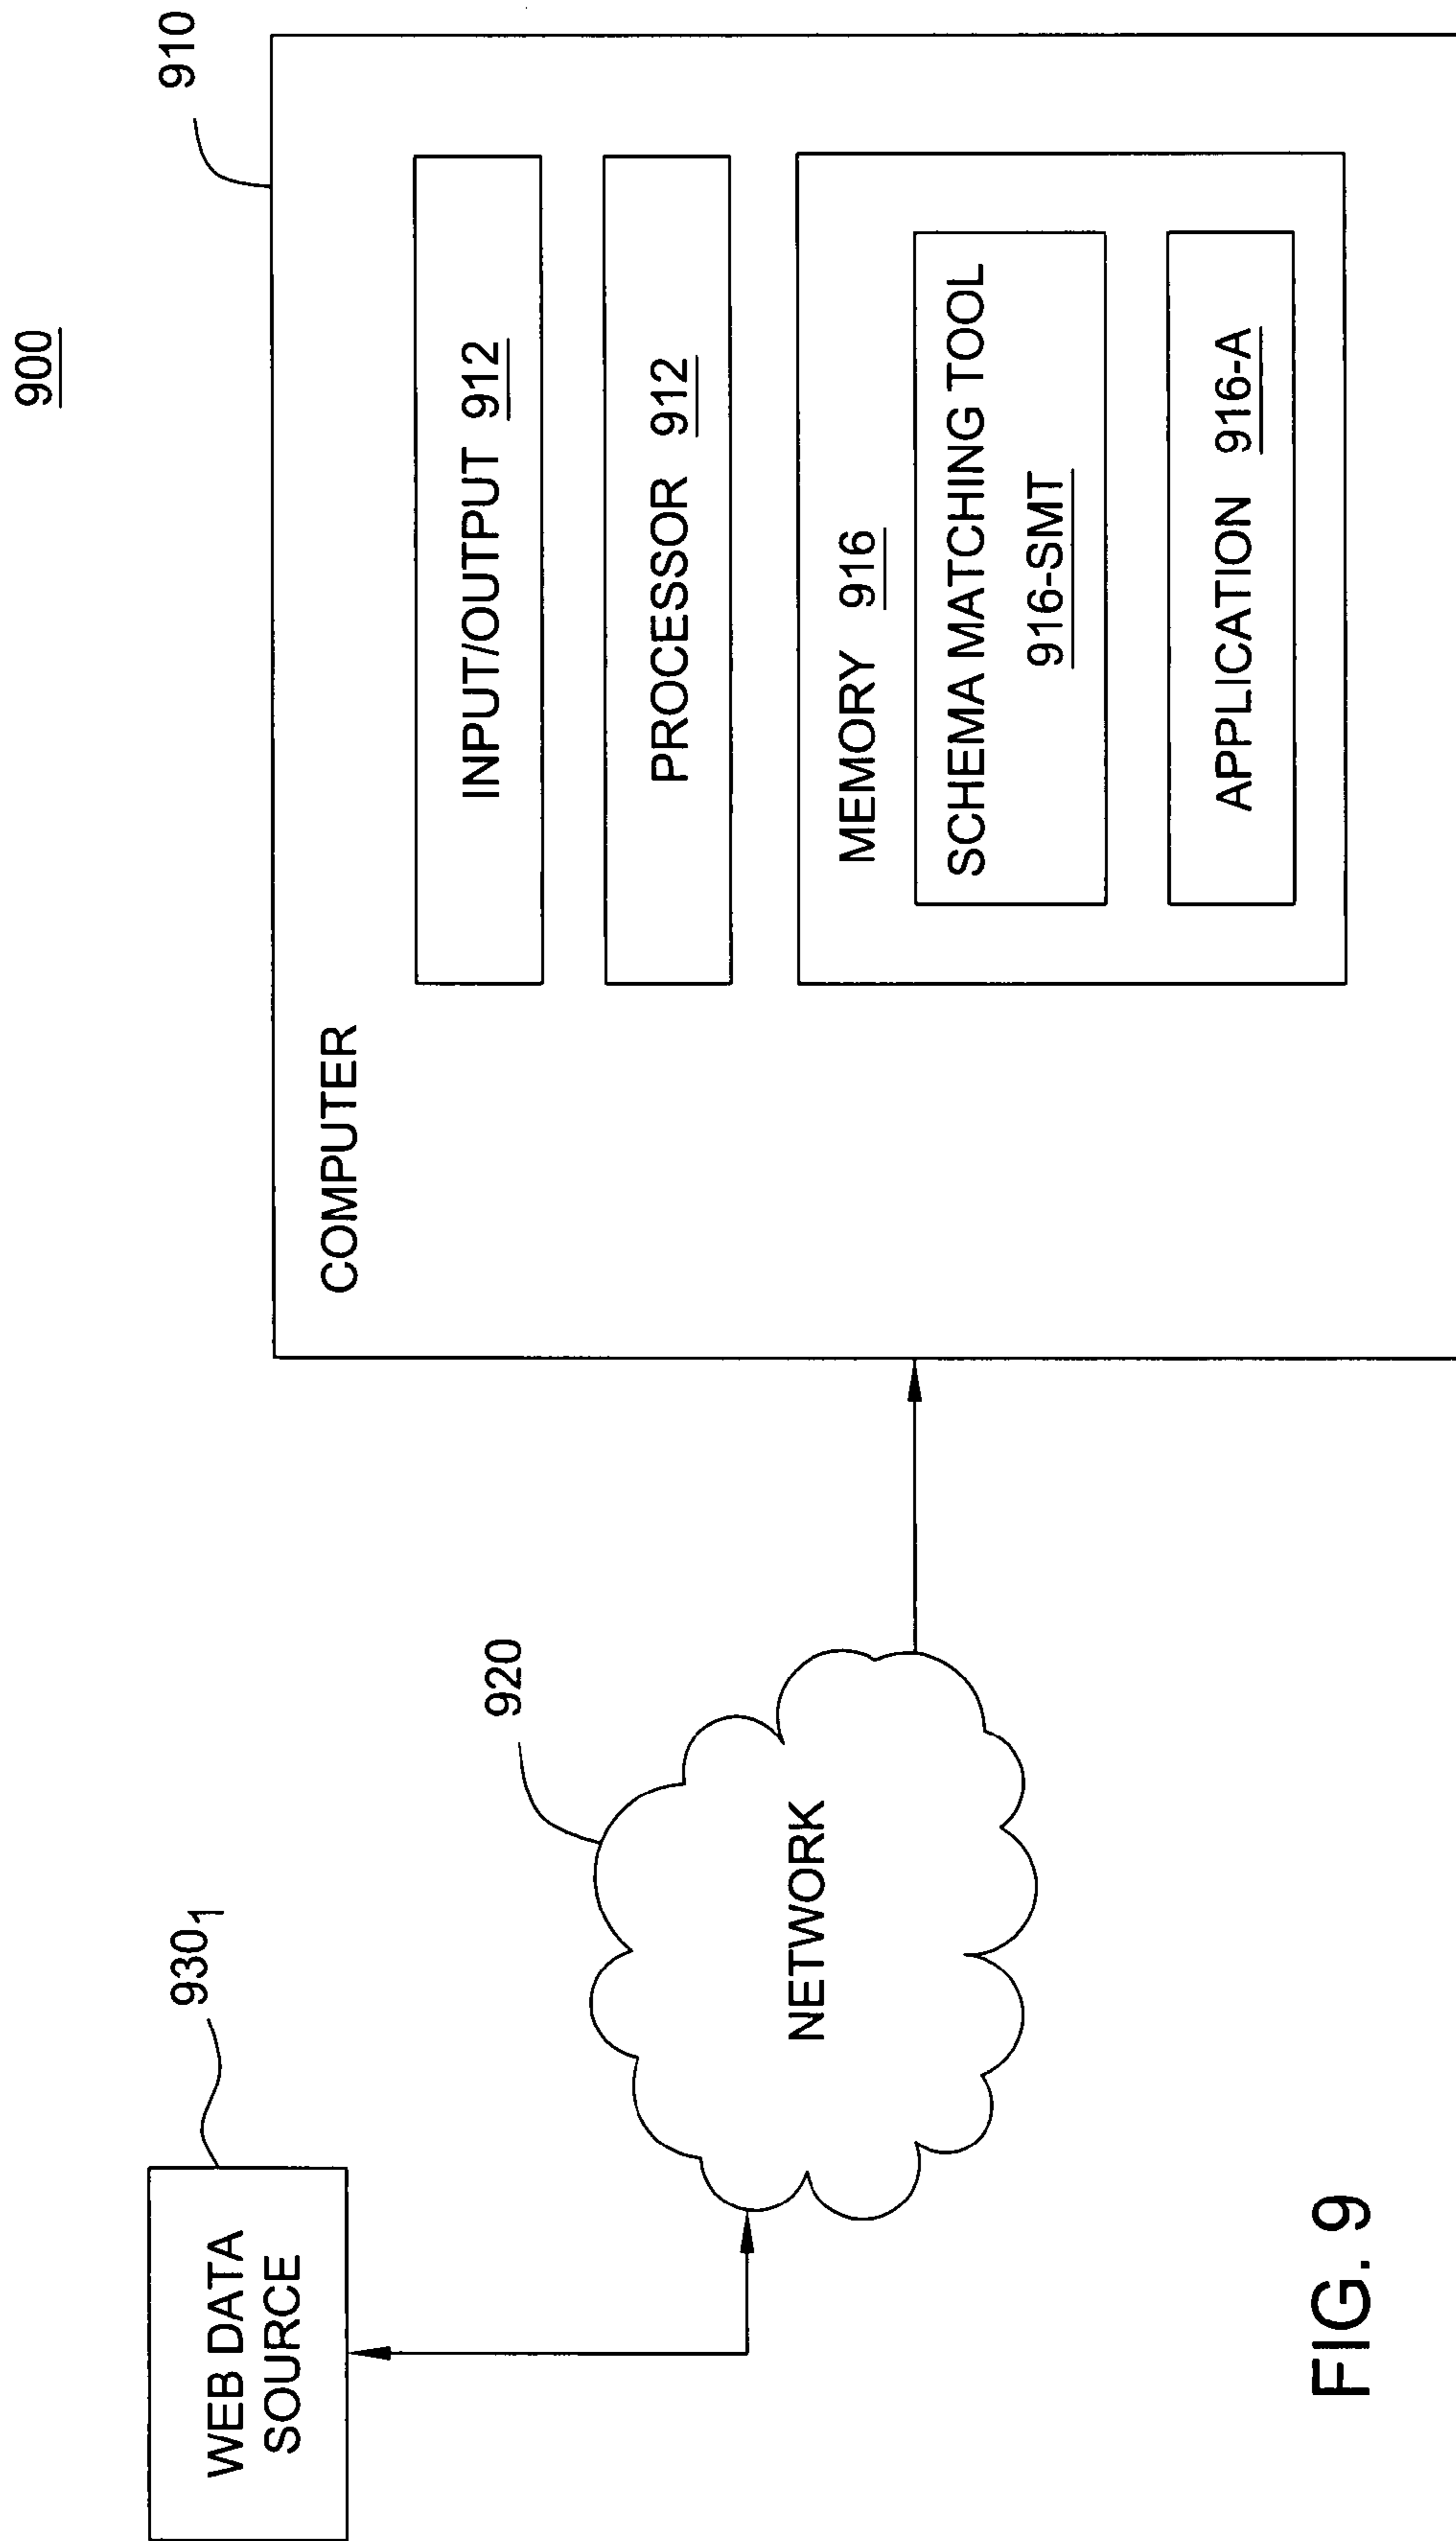 900
910
COMPUTER
INPUT/OUTPUT 912
PROCESSOR 912
MEMORY 916
SCHEMA MATCHING TOOL
916-SMT
APPLICATION 916-A
920
NETWORK
930₁
WEB DATA
SOURCE
FIG. 9